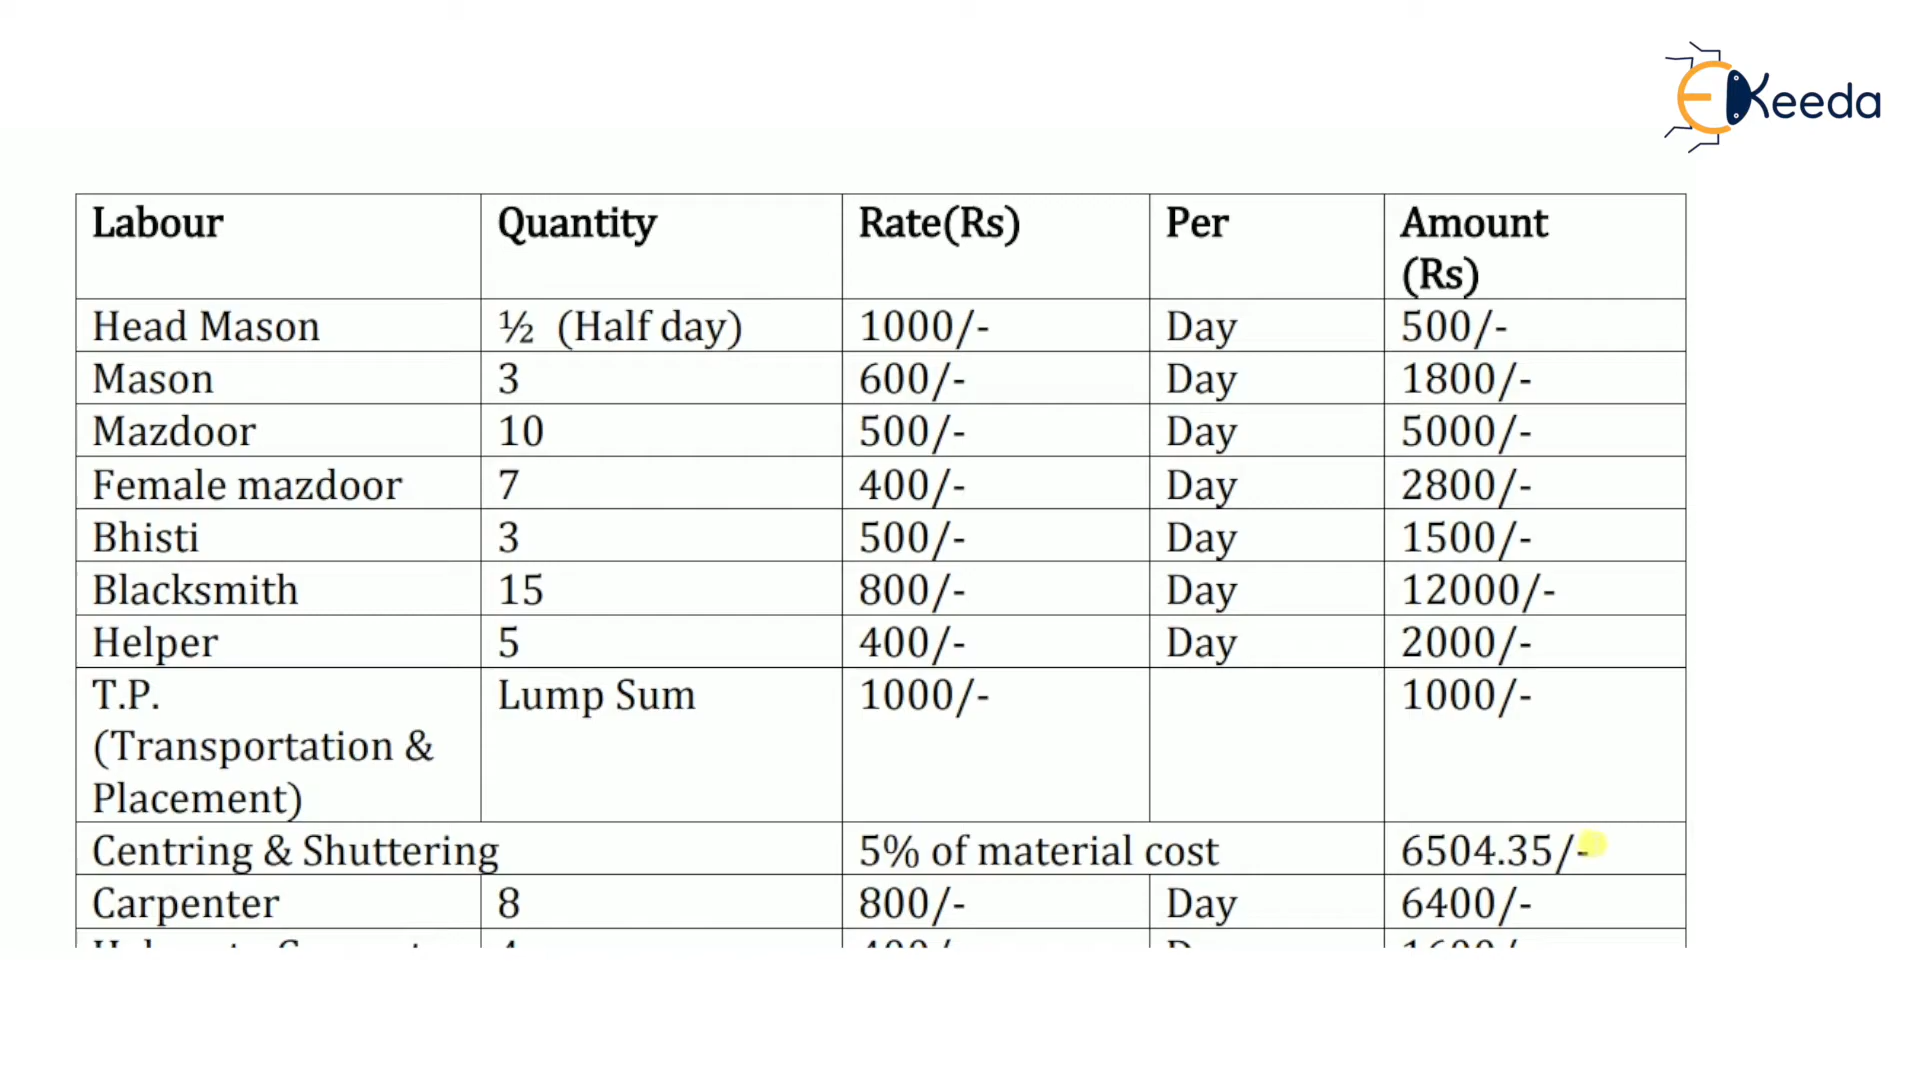 Keeda
Labour Quantity Rate(Rs) Per Amount
(Rs)
Head Mason ½ (Half day) 1000/- Day 500/-
Mason 3 600/- Day 1800/-
Mazdoor 10 500/- Day 5000/-
Female mazdoor 7 400/- Day 2800/-
Bhisti 3 500/- Day 1500/-
Blacksmith 15 800/- Day 12000/-
Helper 5 400/- Day 2000/-
T.P. Lump Sum 1000/- 1000/-
(Transportation &
Placement)
Centring & Shuttering 5% of material cost 6504.35/-
Carpenter 8 800/- Day 6400/-